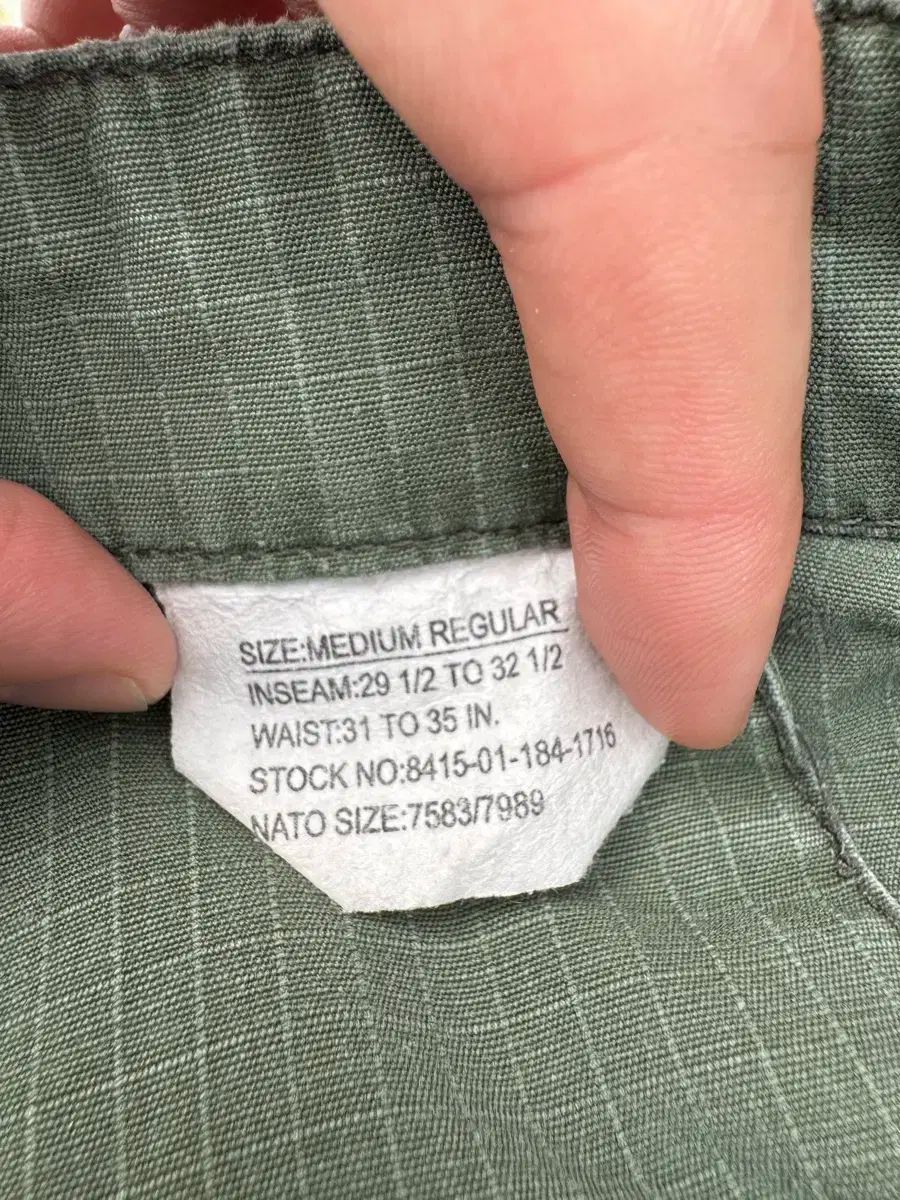 SIZE:MEDIUM REGULAR
INSEAM:29 1/2 TO 32 1/2
WAIST:31 TO 35 IN.
STOCK NO:8415-01-184-1716
NATO SIZE:7583/7989